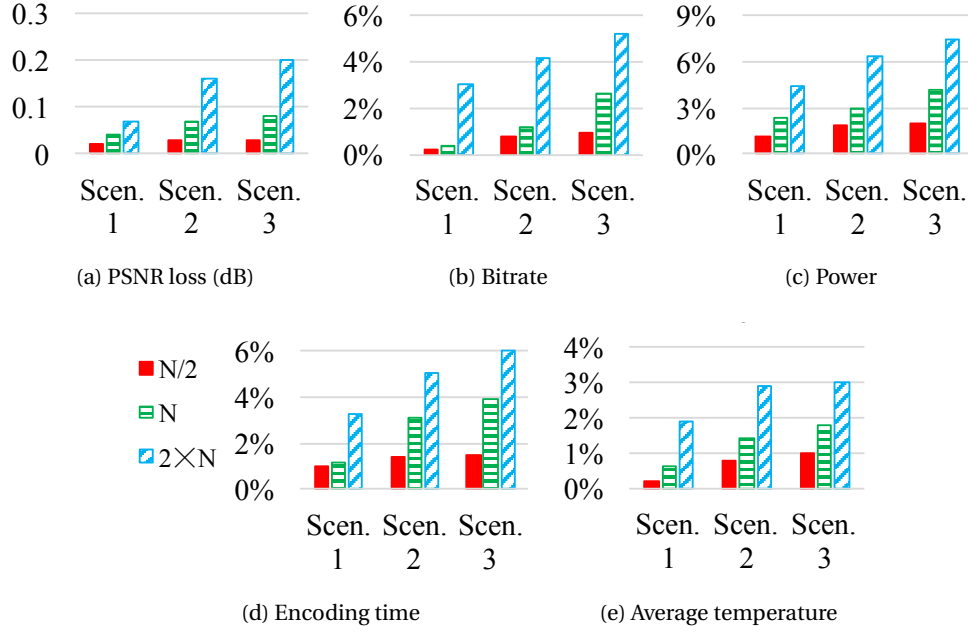 0.3
0.2
0.1
0
Scen. Scen. Scen.
1 2 3
(a) PSNR loss (dB)
6%
4%
2%
0%
Scen. Scen. Scen.
1 2 3
(b) Bitrate
9%
6%
3%
0%
Scen. Scen. Scen.
1 2 3
(c) Power
N/2
N
2×N
6%
4%
2%
0%
Scen. Scen. Scen.
1 2 3
(d) Encoding time
4%
3%
2%
1%
0%
Scen. Scen. Scen.
1 2 3
(e) Average temperature